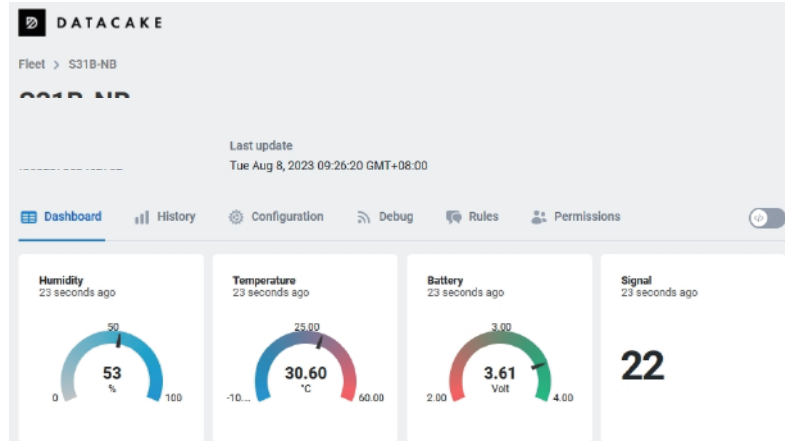 DATACAKE
Fleet > S31B-NB
S31B-NB
Last update
Tue Aug 8, 2023 09:26:20 GMT+08:00
Dashboard History Configuration Debug Rules Permissions
Humidity
23 seconds ago
50
53
%
0
100
Temperature
23 seconds ago
25.00
30.60
°C
-10...
60.00
Battery
23 seconds ago
3.00
3.61
Volt
2.00
4.00
Signal
23 seconds ago
22